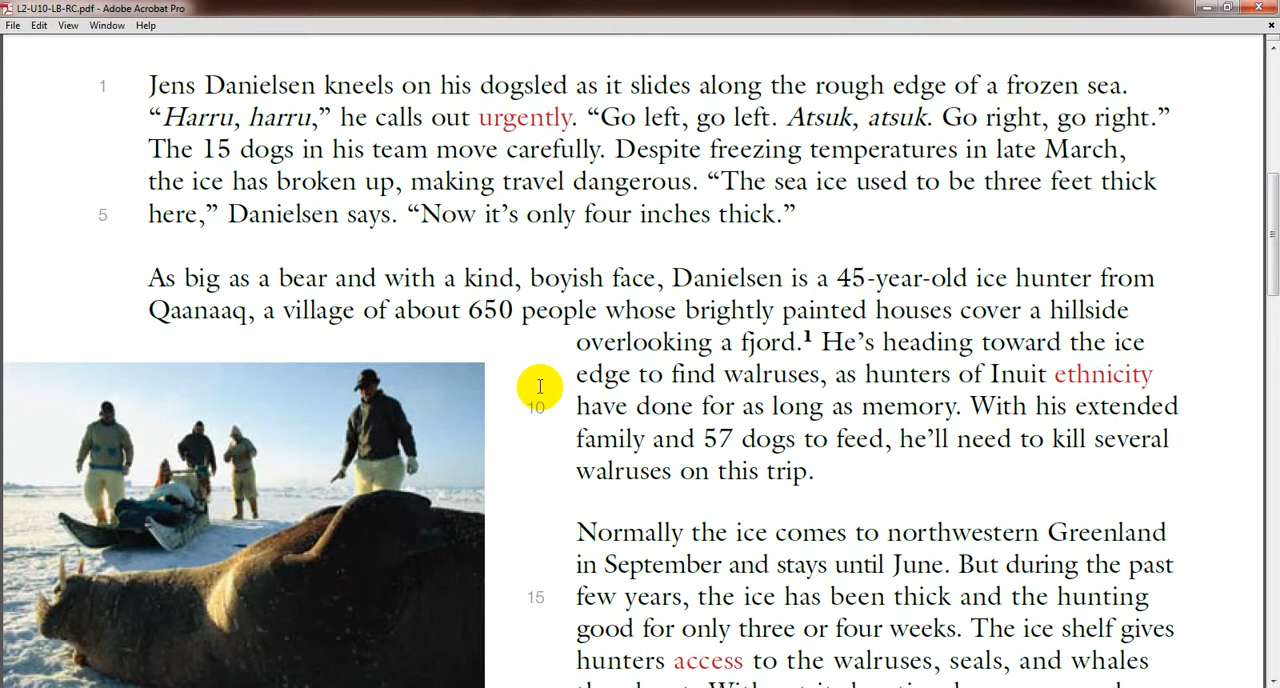 L2-U10-LB-RC.pdf - Adobe Acrobat Pro
File Edit View Window Help
1 Jens Danielsen kneels on his dogsled as it slides along the rough edge of a frozen sea.
“Harru, harru,” he calls out urgently. “Go left, go left. Atsuk, atsuk. Go right, go right.”
The 15 dogs in his team move carefully. Despite freezing temperatures in late March,
the ice has broken up, making travel dangerous. “The sea ice used to be three feet thick
5 here,” Danielsen says. “Now it’s only four inches thick.”
As big as a bear and with a kind, boyish face, Danielsen is a 45-year-old ice hunter from
Qaanaaq, a village of about 650 people whose brightly painted houses cover a hillside
overlooking a fjord.¹ He’s heading toward the ice
edge to find walruses, as hunters of Inuit ethnicity
10 have done for as long as memory. With his extended
family and 57 dogs to feed, he’ll need to kill several
walruses on this trip.
Normally the ice comes to northwestern Greenland
in September and stays until June. But during the past
15 few years, the ice has been thick and the hunting
good for only three or four weeks. The ice shelf gives
hunters access to the walruses, seals, and whales